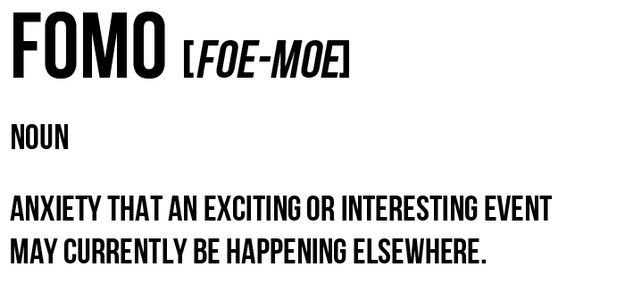 FOMO [FOE-MOE]
NOUN
ANXIETY THAT AN EXCITING OR INTERESTING EVENT
MAY CURRENTLY BE HAPPENING ELSEWHERE.